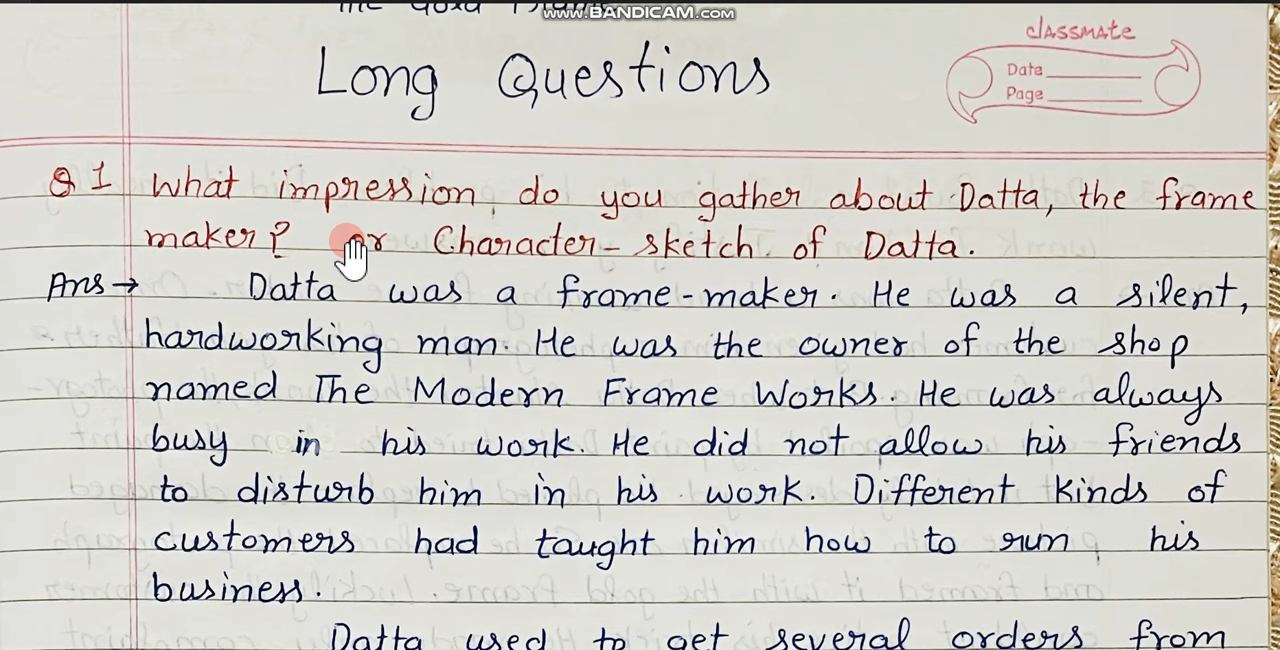 www.BANDICAM.com
Long Questions
classmate
Date
Page
Q 1 What impression do you gather about Datta, the frame
maker? or Character-sketch of Datta.
Ans → Datta was a frame-maker. He was a silent,
hardworking man. He was the owner of the shop
named The Modern Frame Works. He was always
busy in his work. He did not allow his friends
to disturb him in his work. Different kinds of
customers had taught him how to run his
business.
Datta used to get several orders from